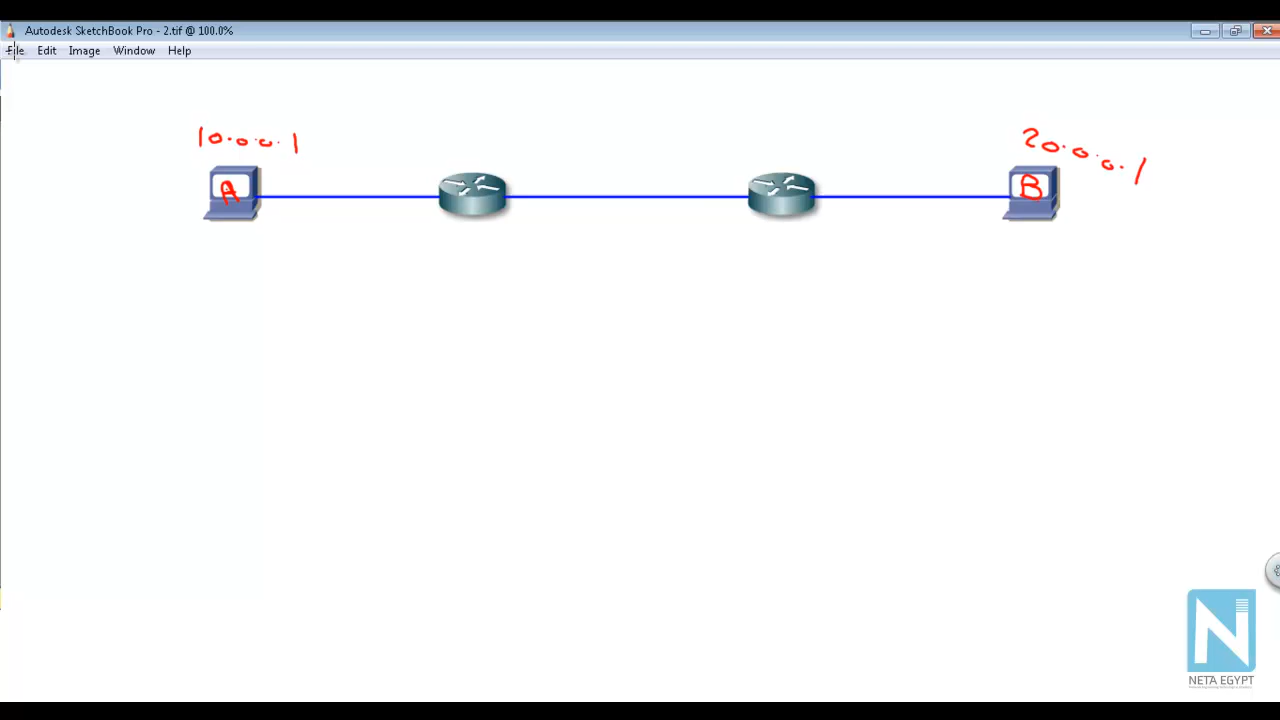 Autodesk SketchBook Pro - 2.tif @ 100.0%
File Edit Image Window Help
10.0.0.1
20.0.0.1
A
B
N
NETA EGYPT